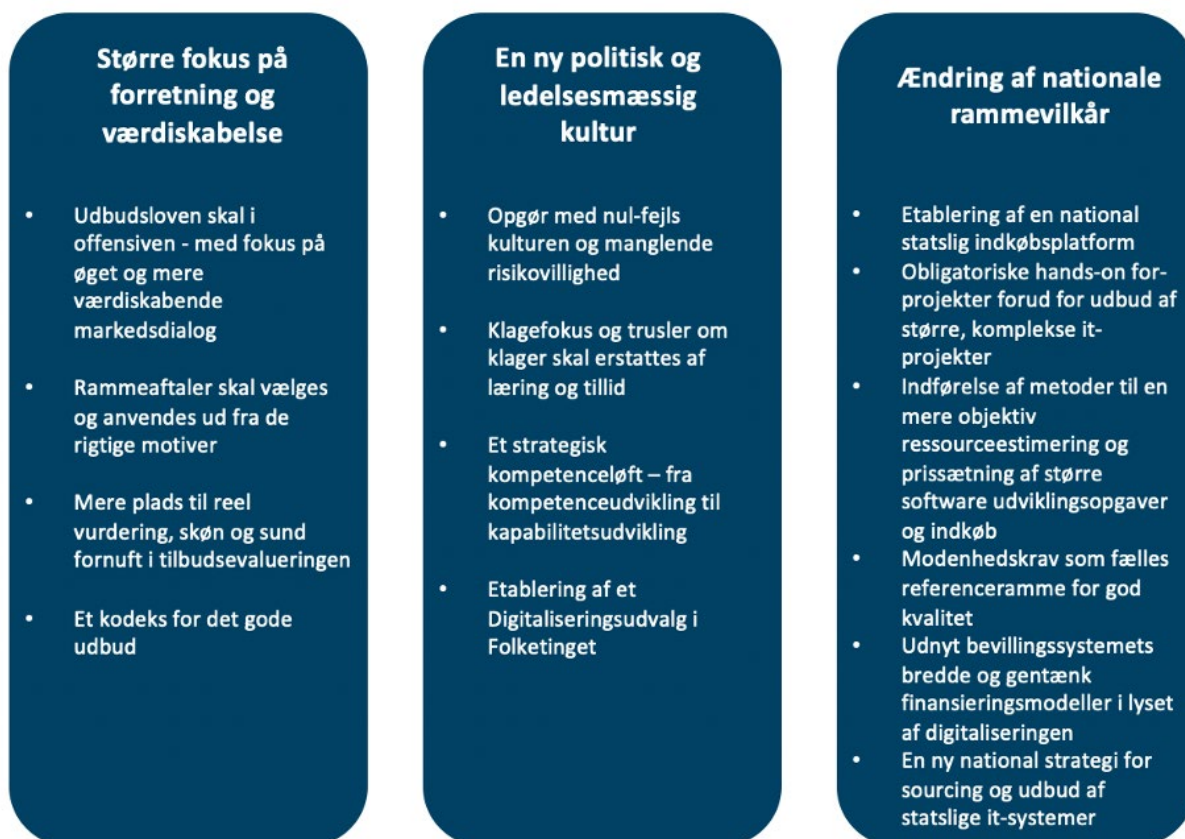 Større fokus på
forretning og
værdiskabelse
• Udbudsloven skal i
offensiven - med fokus på
øget og mere
værdiskabende
markedsdialog
• Rammeaftaler skal vælges
og anvendes ud fra de
rigtige motiver
• Mere plads til reel
vurdering, skøn og sund
fornuft i tilbudsevalueringen
• Et kodeks for det gode
udbud
En ny politisk og
ledelsesmæssig
kultur
• Opgør med nul-fejls
kulturen og manglende
risikovillighed
• Klagefokus og trusler om
klager skal erstattes af
læring og tillid
• Et strategisk
kompetenceløft – fra
kompetenceudvikling til
kapabilitetsudvikling
• Etablering af et
Digitaliseringsudvalg i
Folketinget
Ændring af nationale
rammevilkår
• Etablering af en national
statslig indkøbsplatform
• Obligatoriske hands-on for-
projekter forud for udbud af
større, komplekse it-
projekter
• Indførelse af metoder til en
mere objektiv
ressourceestimering og
prissætning af større
software udviklingsopgaver
og indkøb
• Modenhedskrav som fælles
referenceramme for god
kvalitet
• Udnyt bevillingssystemets
bredde og gentænk
finansieringsmodeller i lyset
af digitaliseringen
• En ny national strategi for
sourcing og udbud af
statslige it-systemer